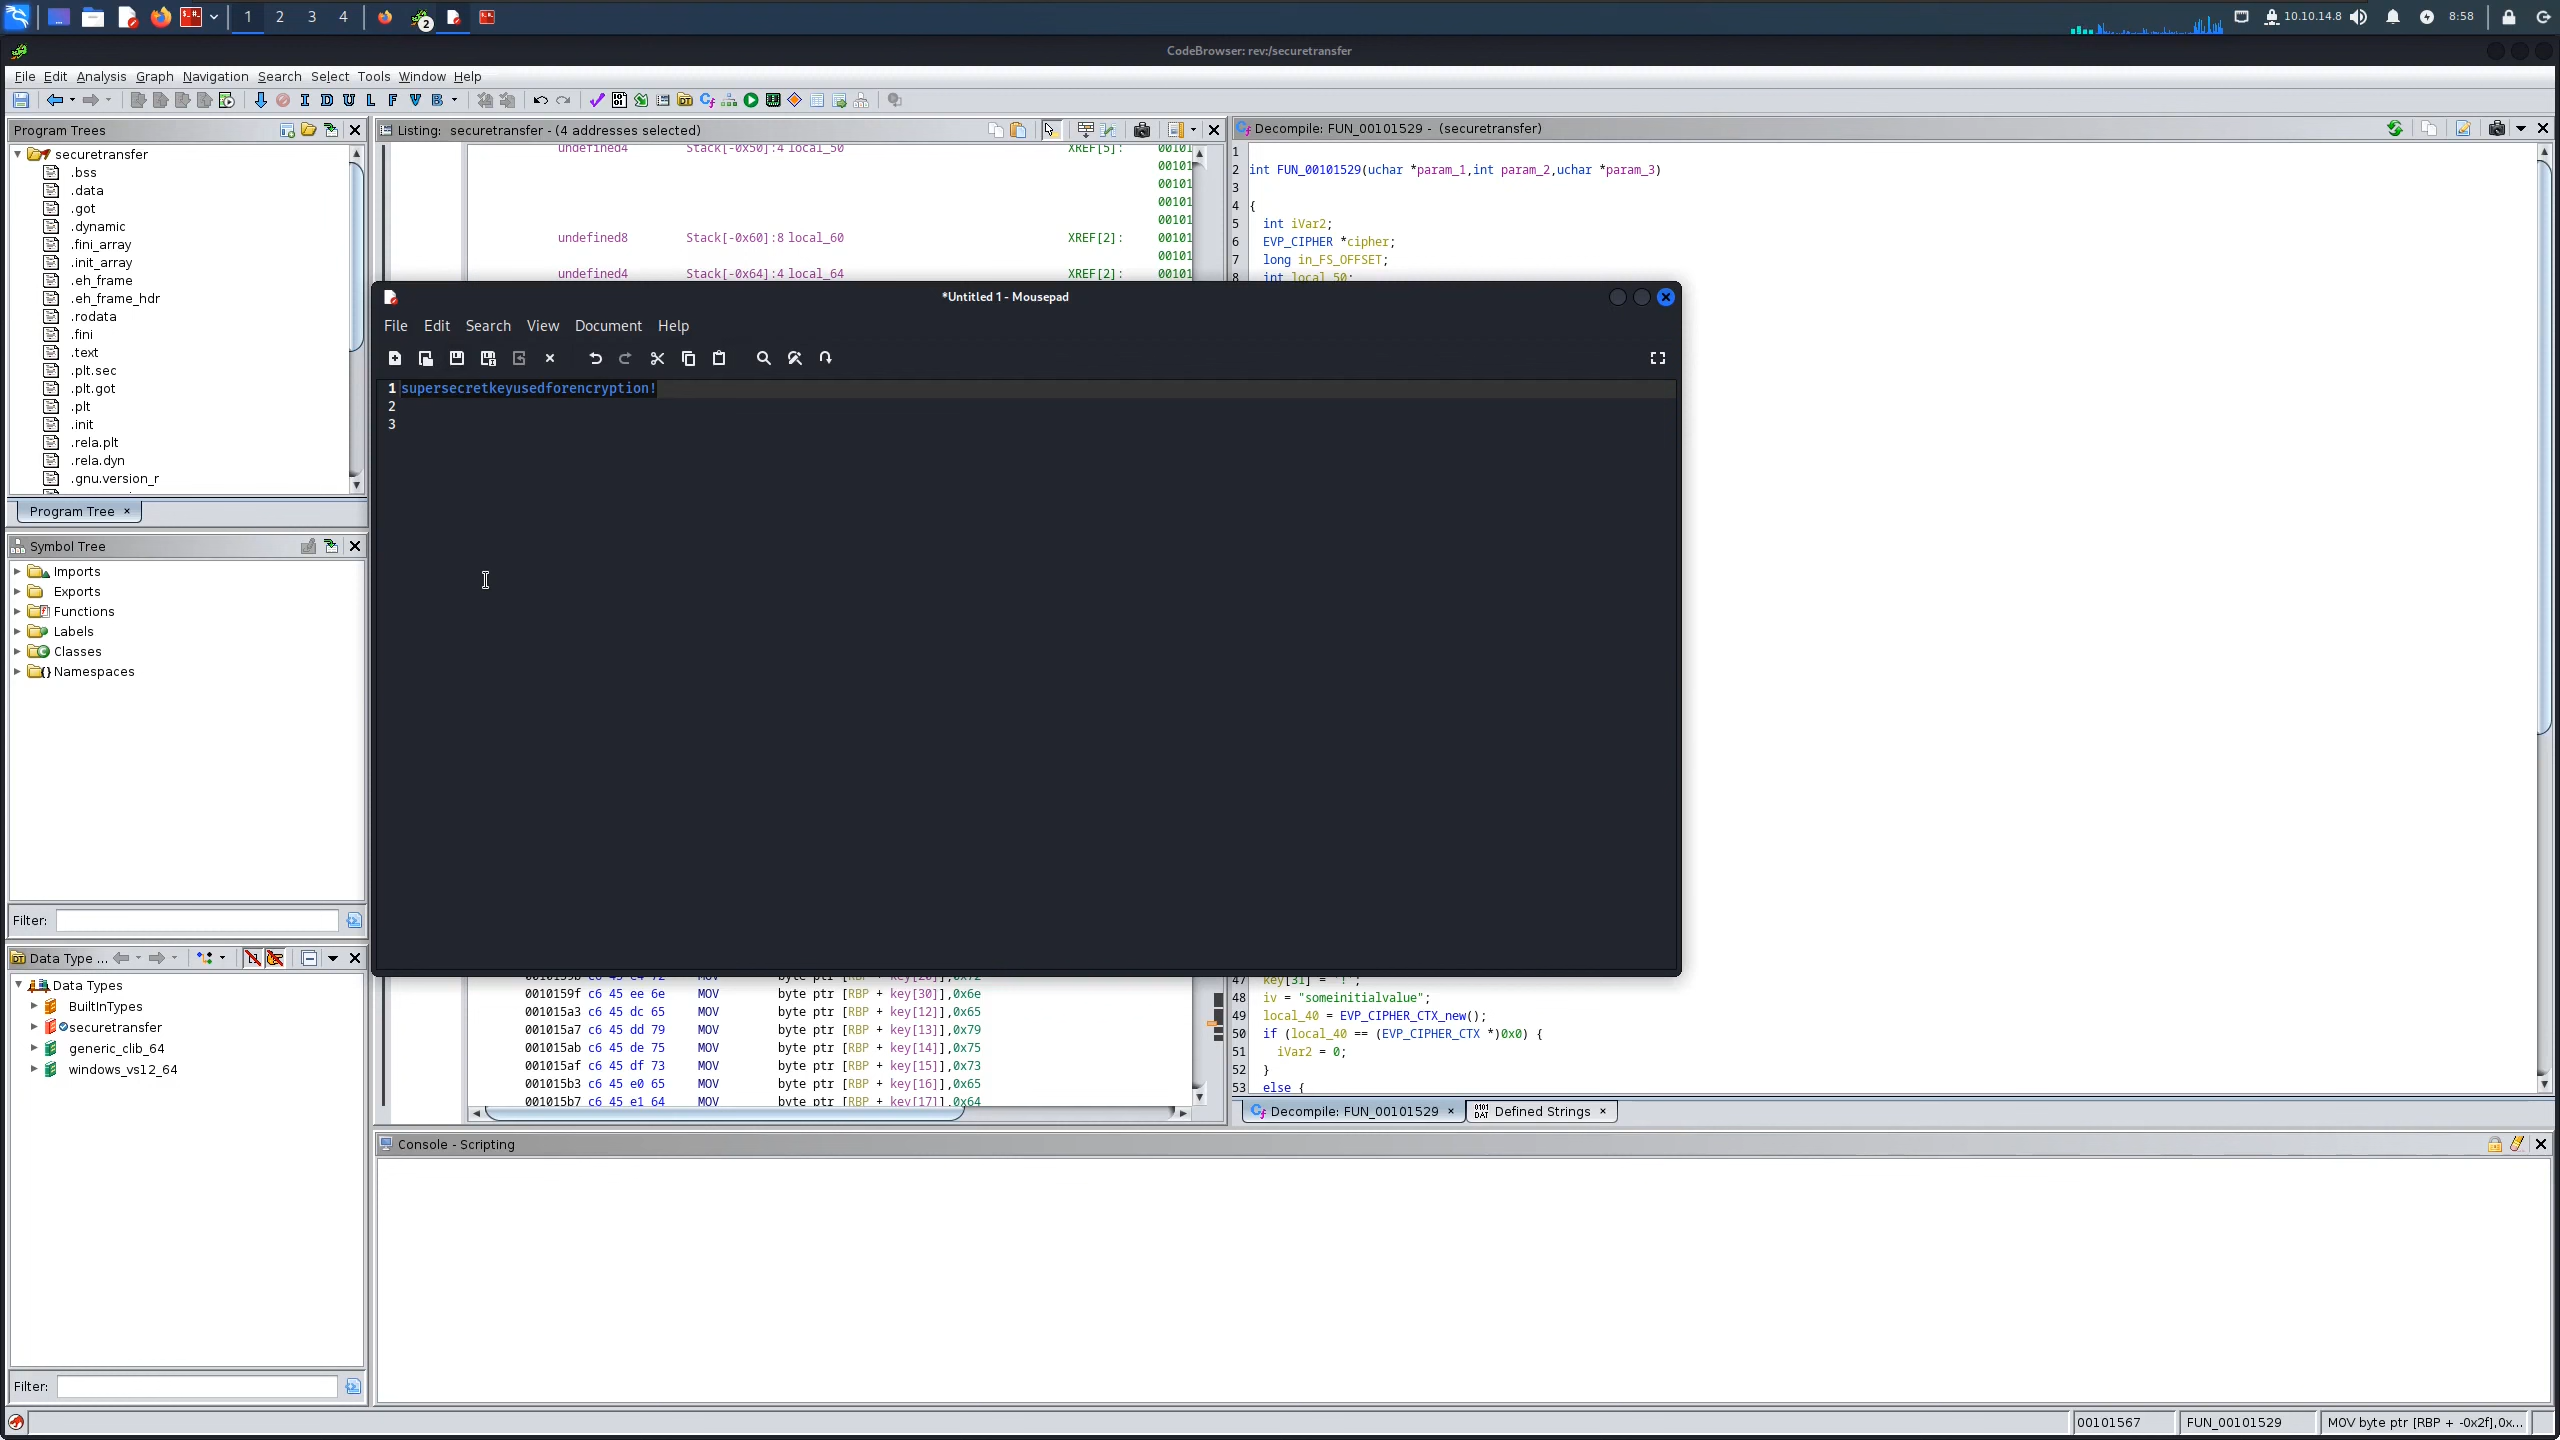 1 2 3 4 2 10.10.14.8 8:58
CodeBrowser: rev:/securetransfer
File Edit Analysis Graph Navigation Search Select Tools Window Help
I D U L F V B
Program Trees
securetransfer
.bss
.data
.got
.dynamic
.fini_array
.init_array
.eh_frame
.eh_frame_hdr
.rodata
.fini
.text
.plt.sec
.plt.got
.plt
.init
.rela.plt
.rela.dyn
.gnu.version_r
Program Tree ×
Symbol Tree
Imports
Exports
Functions
Labels
Classes
Namespaces
Filter:
Data Type ...
Data Types
BuiltInTypes
securetransfer
generic_clib_64
windows_vs12_64
Filter:
Listing: securetransfer - (4 addresses selected)
undefined4 Stack[-0x50]:4 local_50 XREF[5]: 00101
00101
00101
00101
00101
undefined8 Stack[-0x60]:8 local_60 XREF[2]: 00101
00101
undefined4 Stack[-0x64]:4 local_64 XREF[2]: 00101
*Untitled 1 - Mousepad
File Edit Search View Document Help
1 supersecretkeyusedforencryption!
2
3
0010159f c6 45 ee 6e MOV byte ptr [RBP + key[30]],0x6e
001015a3 c6 45 dc 65 MOV byte ptr [RBP + key[12]],0x65
001015a7 c6 45 dd 79 MOV byte ptr [RBP + key[13]],0x79
001015ab c6 45 de 75 MOV byte ptr [RBP + key[14]],0x75
001015af c6 45 df 73 MOV byte ptr [RBP + key[15]],0x73
001015b3 c6 45 e0 65 MOV byte ptr [RBP + key[16]],0x65
001015b7 c6 45 e1 64 MOV byte ptr [RBP + key[17]],0x64
Decompile: FUN_00101529 - (securetransfer)
1
2 int FUN_00101529(uchar *param_1,int param_2,uchar *param_3)
3
4 {
5 int iVar2;
6 EVP_CIPHER *cipher;
7 long in_FS_OFFSET;
8 int local_50;
47 key[31] = '!';
48 iv = "someinitialvalue";
49 local_40 = EVP_CIPHER_CTX_new();
50 if (local_40 == (EVP_CIPHER_CTX *)0x0) {
51 iVar2 = 0;
52 }
53 else {
Decompile: FUN_00101529 × Defined Strings ×
Console - Scripting
00101567 FUN_00101529 MOV byte ptr [RBP + -0x2f],0x...